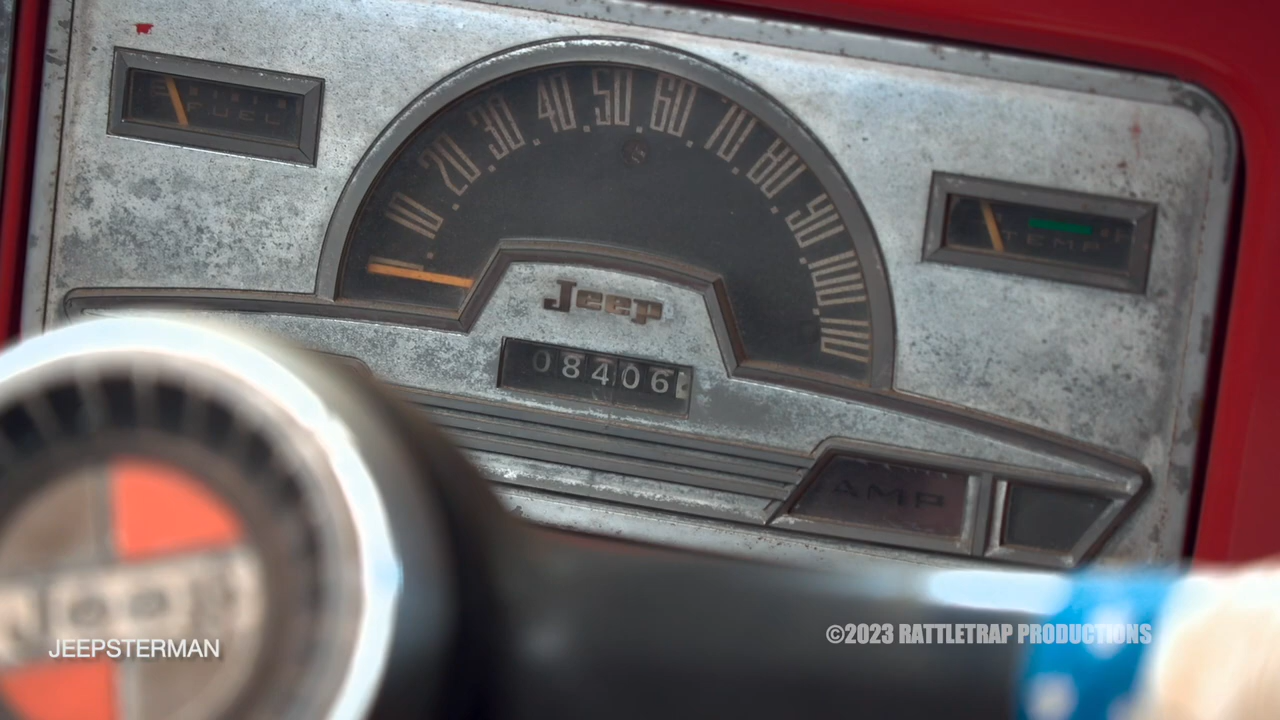 E
FUEL
10 20 30 40 50 60 70 80 90 100 110
TEMP °F
Jeep
08406
AMP
Jeep
JEEPSTERMAN
©2023 RATTLETRAP PRODUCTIONS